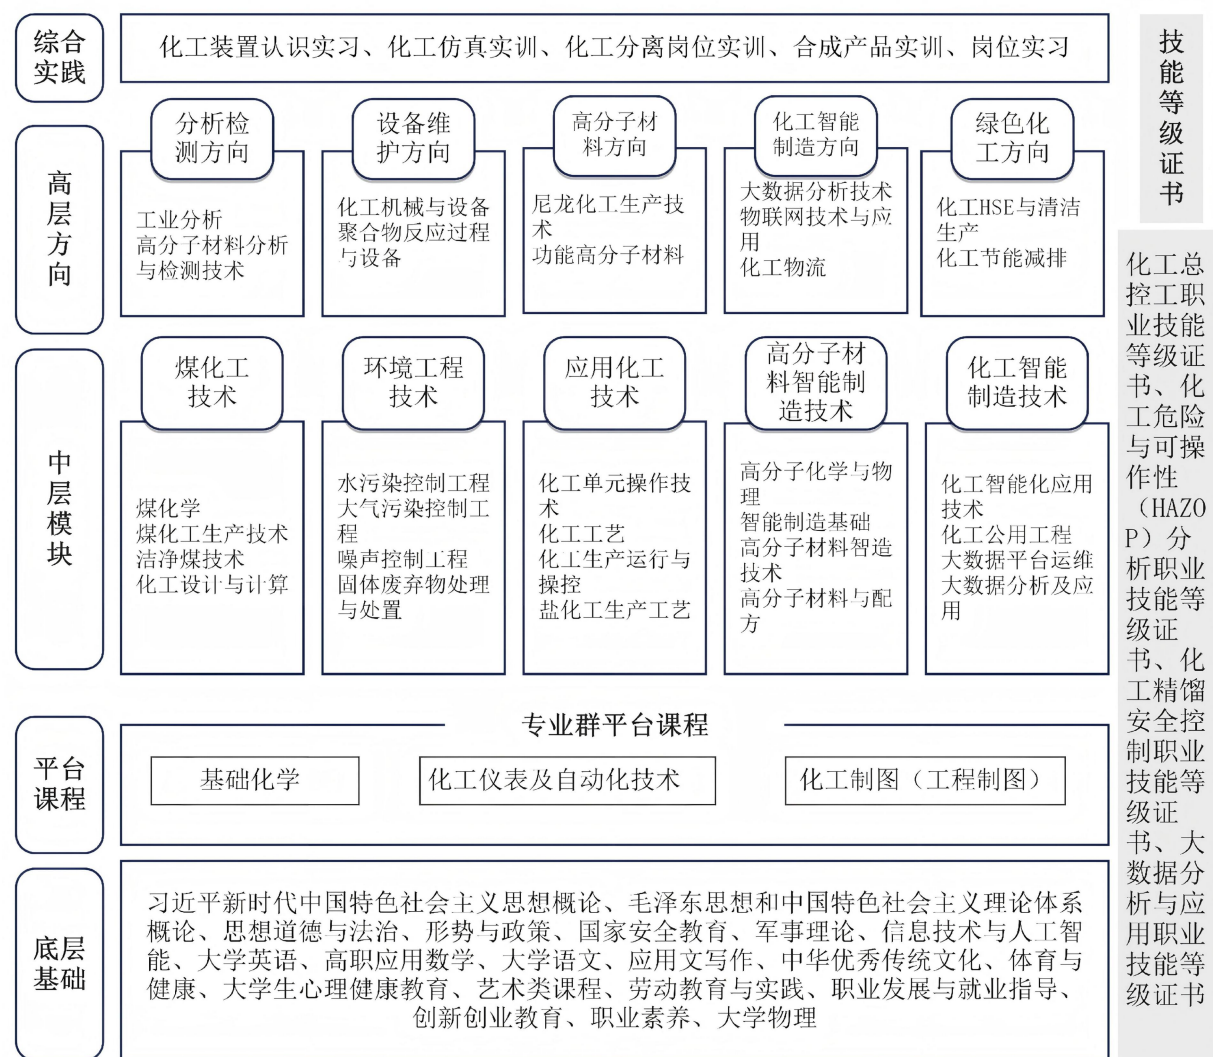 综合
实践
化工装置认识实习、化工仿真实训、化工分离岗位实训、合成产品实训、岗位实习
高
层
方
向
分析检
测方向
工业分析
高分子材料分析
与检测技术
设备维
护方向
化工机械与设备
聚合物反应过程
与设备
高分子材
料方向
尼龙化工生产技
术
功能高分子材料
化工智能
制造方向
大数据分析技术
物联网技术与应
用
化工物流
绿色化
工方向
化工HSE与清洁
生产
化工节能减排
中
层
模
块
煤化工
技术
煤化学
煤化工生产技术
洁净煤技术
化工设计与计算
环境工程
技术
水污染控制工程
大气污染控制工
程
噪声控制工程
固体废弃物处理
与处置
应用化工
技术
化工单元操作技
术
化工工艺
化工生产运行与
操控
盐化工生产工艺
高分子材
料智能制
造技术
高分子化学与物
理
智能制造基础
高分子材料智造
技术
高分子材料与配
方
化工智能
制造技术
化工智能化应用
技术
化工公用工程
大数据平台运维
大数据分析及应
用
平台
课程
专业群平台课程
基础化学
化工仪表及自动化技术
化工制图（工程制图）
底层
基础
习近平新时代中国特色社会主义思想概论、毛泽东思想和中国特色社会主义理论体系
概论、思想道德与法治、形势与政策、国家安全教育、军事理论、信息技术与人工智
能、大学英语、高职应用数学、大学语文、应用文写作、中华优秀传统文化、体育与
健康、大学生心理健康教育、艺术类课程、劳动教育与实践、职业发展与就业指导、
创新创业教育、职业素养、大学物理
技
能
等
级
证
书
化工总
控工职
业技能
等级证
书、化
工危险
与可操
作性
（HAZO
P）分
析职业
技能等
级证
书、化
工精馏
安全控
制职业
技能等
级证
书、大
数据分
析与应
用职业
技能等
级证书